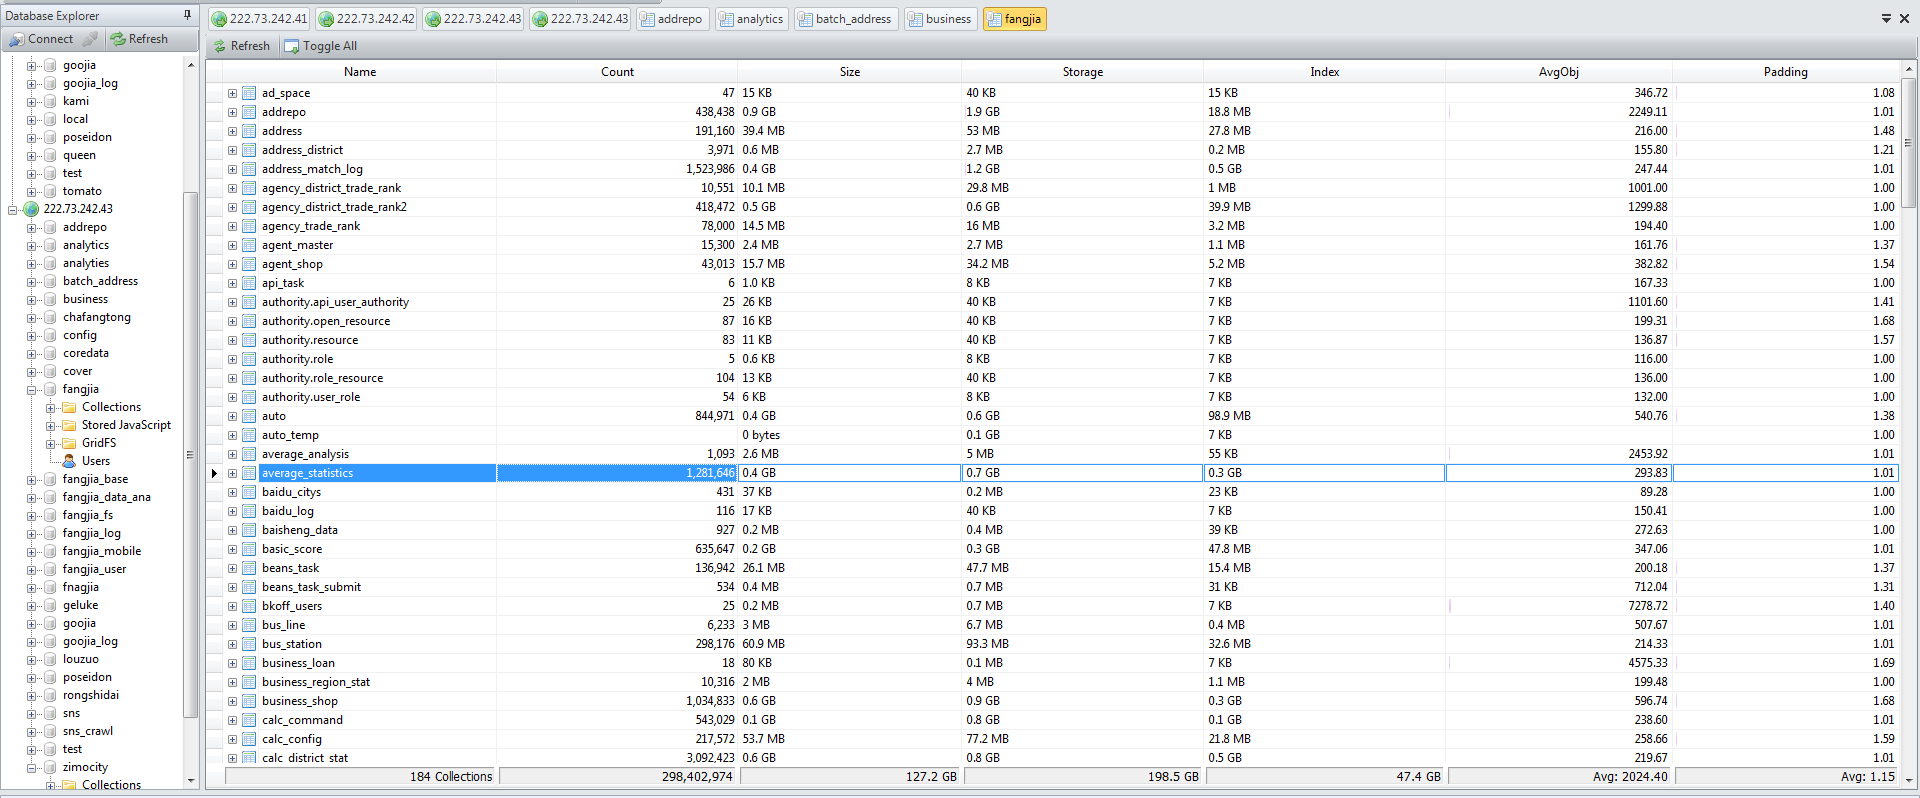 Database Explorer
Connect Refresh
goojia
goojia_log
kami
local
poseidon
queen
test
tomato
222.73.242.43
addrepo
analytics
analyties
batch_address
business
chafangtong
config
coredata
cover
fangjia
Collections
Stored JavaScript
GridFS
Users
fangjia_base
fangjia_data_ana
fangjia_fs
fangjia_log
fangjia_mobile
fangjia_user
fnagjia
geluke
goojia
goojia_log
louzuo
poseidon
rongshidai
sns
sns_crawl
test
zimocity
Collections
222.73.242.41 222.73.242.42 222.73.242.43 222.73.242.43 addrepo analytics batch_address business fangjia
Refresh Toggle All
Name Count Size Storage Index AvgObj Padding
ad_space 47 15 KB 40 KB 15 KB 346.72 1.08
addrepo 438,438 0.9 GB 1.9 GB 18.8 MB 2249.11 1.01
address 191,160 39.4 MB 53 MB 27.8 MB 216.00 1.48
address_district 3,971 0.6 MB 2.7 MB 0.2 MB 155.80 1.21
address_match_log 1,523,986 0.4 GB 1.2 GB 0.5 GB 247.44 1.01
agency_district_trade_rank 10,551 10.1 MB 29.8 MB 1 MB 1001.00 1.00
agency_district_trade_rank2 418,472 0.5 GB 0.6 GB 39.9 MB 1299.88 1.00
agency_trade_rank 78,000 14.5 MB 16 MB 3.2 MB 194.40 1.00
agent_master 15,300 2.4 MB 2.7 MB 1.1 MB 161.76 1.37
agent_shop 43,013 15.7 MB 34.2 MB 5.2 MB 382.82 1.54
api_task 6 1.0 KB 8 KB 7 KB 167.33 1.00
authority.api_user_authority 25 26 KB 40 KB 7 KB 1101.60 1.41
authority.open_resource 87 16 KB 40 KB 7 KB 199.31 1.68
authority.resource 83 11 KB 40 KB 7 KB 136.87 1.57
authority.role 5 0.6 KB 8 KB 7 KB 116.00 1.00
authority.role_resource 104 13 KB 40 KB 7 KB 136.00 1.00
authority.user_role 54 6 KB 8 KB 7 KB 132.00 1.00
auto 844,971 0.4 GB 0.6 GB 98.9 MB 540.76 1.38
auto_temp 0 bytes 0.1 GB 7 KB 1.00
average_analysis 1,093 2.6 MB 5 MB 55 KB 2453.92 1.01
average_statistics 1,281,646 0.4 GB 0.7 GB 0.3 GB 293.83 1.01
baidu_citys 431 37 KB 0.2 MB 23 KB 89.28 1.00
baidu_log 116 17 KB 40 KB 7 KB 150.41 1.00
baisheng_data 927 0.2 MB 0.4 MB 39 KB 272.63 1.00
basic_score 635,647 0.2 GB 0.3 GB 47.8 MB 347.06 1.01
beans_task 136,942 26.1 MB 47.7 MB 15.4 MB 200.18 1.37
beans_task_submit 534 0.4 MB 0.7 MB 31 KB 712.04 1.31
bkoff_users 25 0.2 MB 0.7 MB 7 KB 7278.72 1.40
bus_line 6,233 3 MB 6.7 MB 0.4 MB 507.67 1.01
bus_station 298,176 60.9 MB 93.3 MB 32.6 MB 214.33 1.01
business_loan 18 80 KB 0.1 MB 7 KB 4575.33 1.69
business_region_stat 10,316 2 MB 4 MB 1.1 MB 199.48 1.00
business_shop 1,034,833 0.6 GB 0.9 GB 0.3 GB 596.74 1.68
calc_command 543,029 0.1 GB 0.8 GB 0.1 GB 238.60 1.01
calc_config 217,572 53.7 MB 77.2 MB 21.8 MB 258.66 1.59
calc_district_stat 3,092,423 0.6 GB 0.8 GB 0.5 GB 219.67 1.01
184 Collections 298,402,974 127.2 GB 198.5 GB 47.4 GB Avg: 2024.40 Avg: 1.15